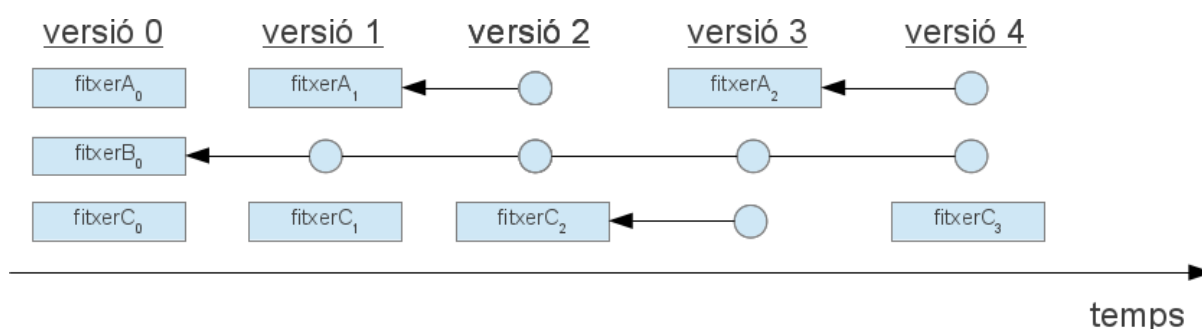 versió 0 versió 1 versió 2 versió 3 versió 4
fitxerA0 fitxerA1 fitxerA2
fitxerB0
fitxerC0 fitxerC1 fitxerC2 fitxerC3
temps